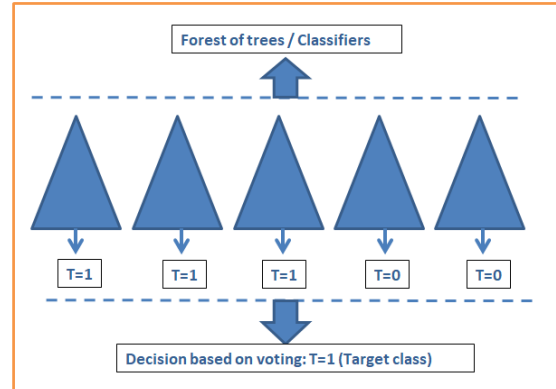 Forest of trees / Classifiers
T=1
T=1
T=1
T=0
T=0
Decision based on voting: T=1 (Target class)